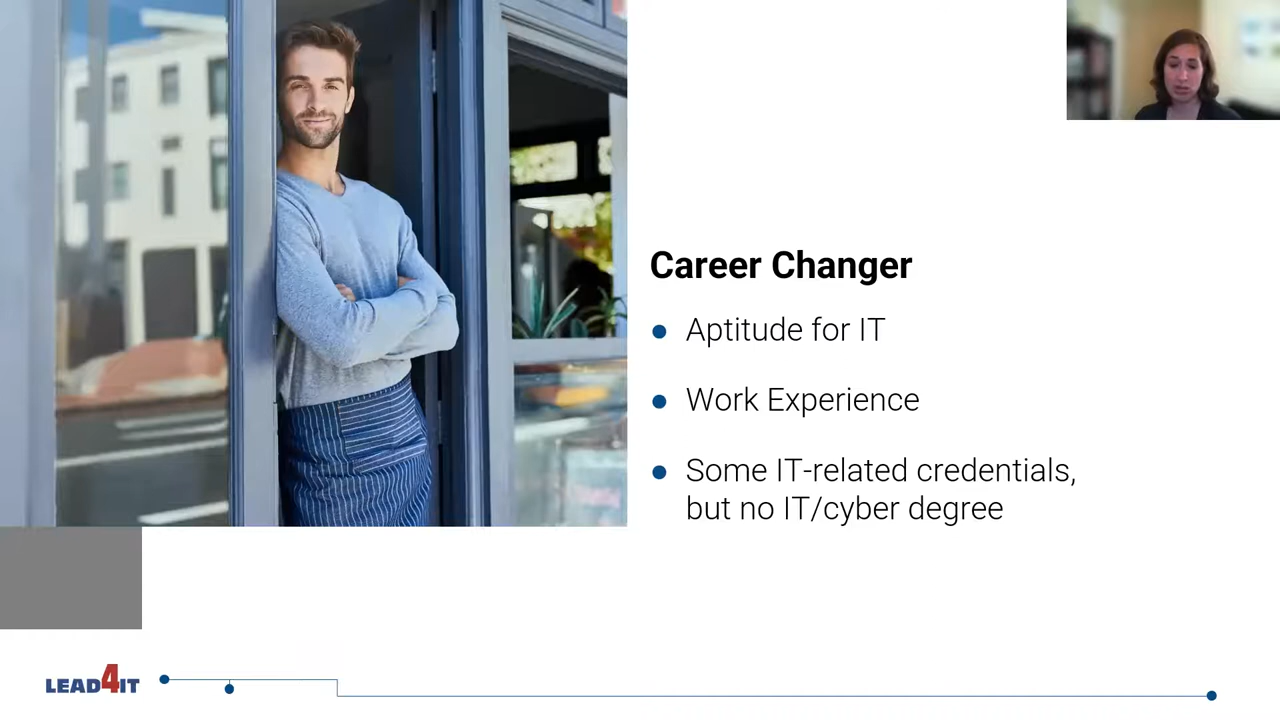 Career Changer
Aptitude for IT
Work Experience
Some IT-related credentials,
but no IT/cyber degree
LEAD4IT